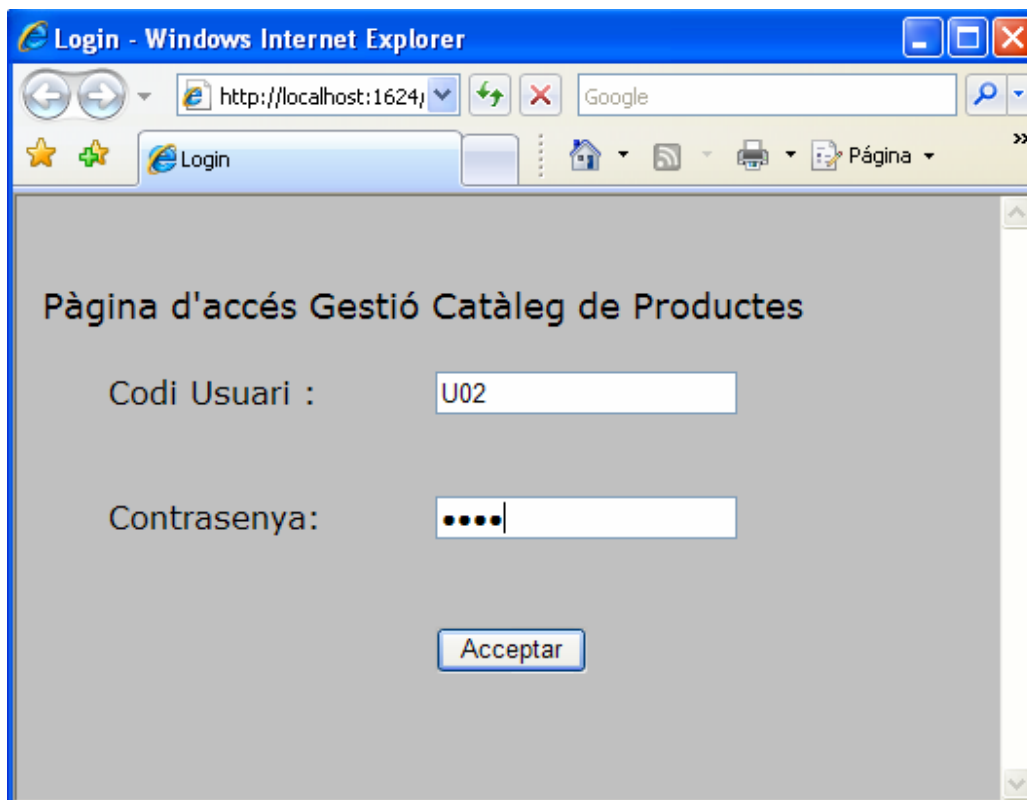 Login - Windows Internet Explorer
http://localhost:1624/
Google
Login
Página
Pàgina d'accés Gestió Catàleg de Productes
Codi Usuari :
U02
Contrasenya:
••••
Acceptar